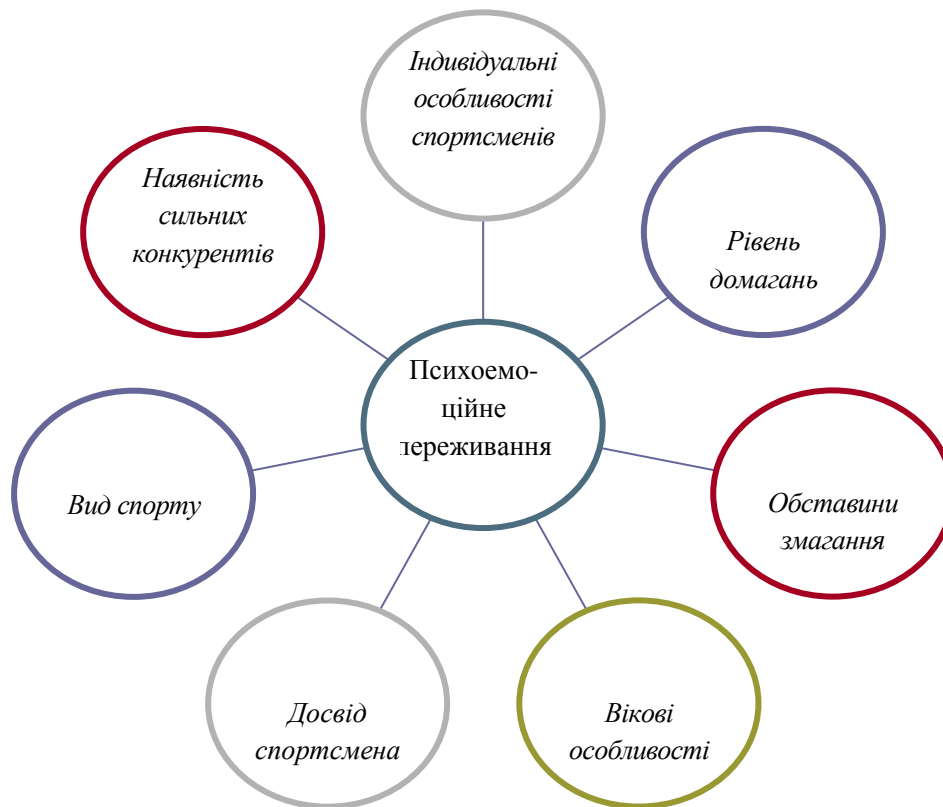 Індивідуальні
особливості
спортсменів
Наявність
сильних
конкурентів
Рівень
домагань
Психоемо-
ційне
переживання
Вид спорту
Обставини
змагання
Досвід
спортсмена
Вікові
особливості